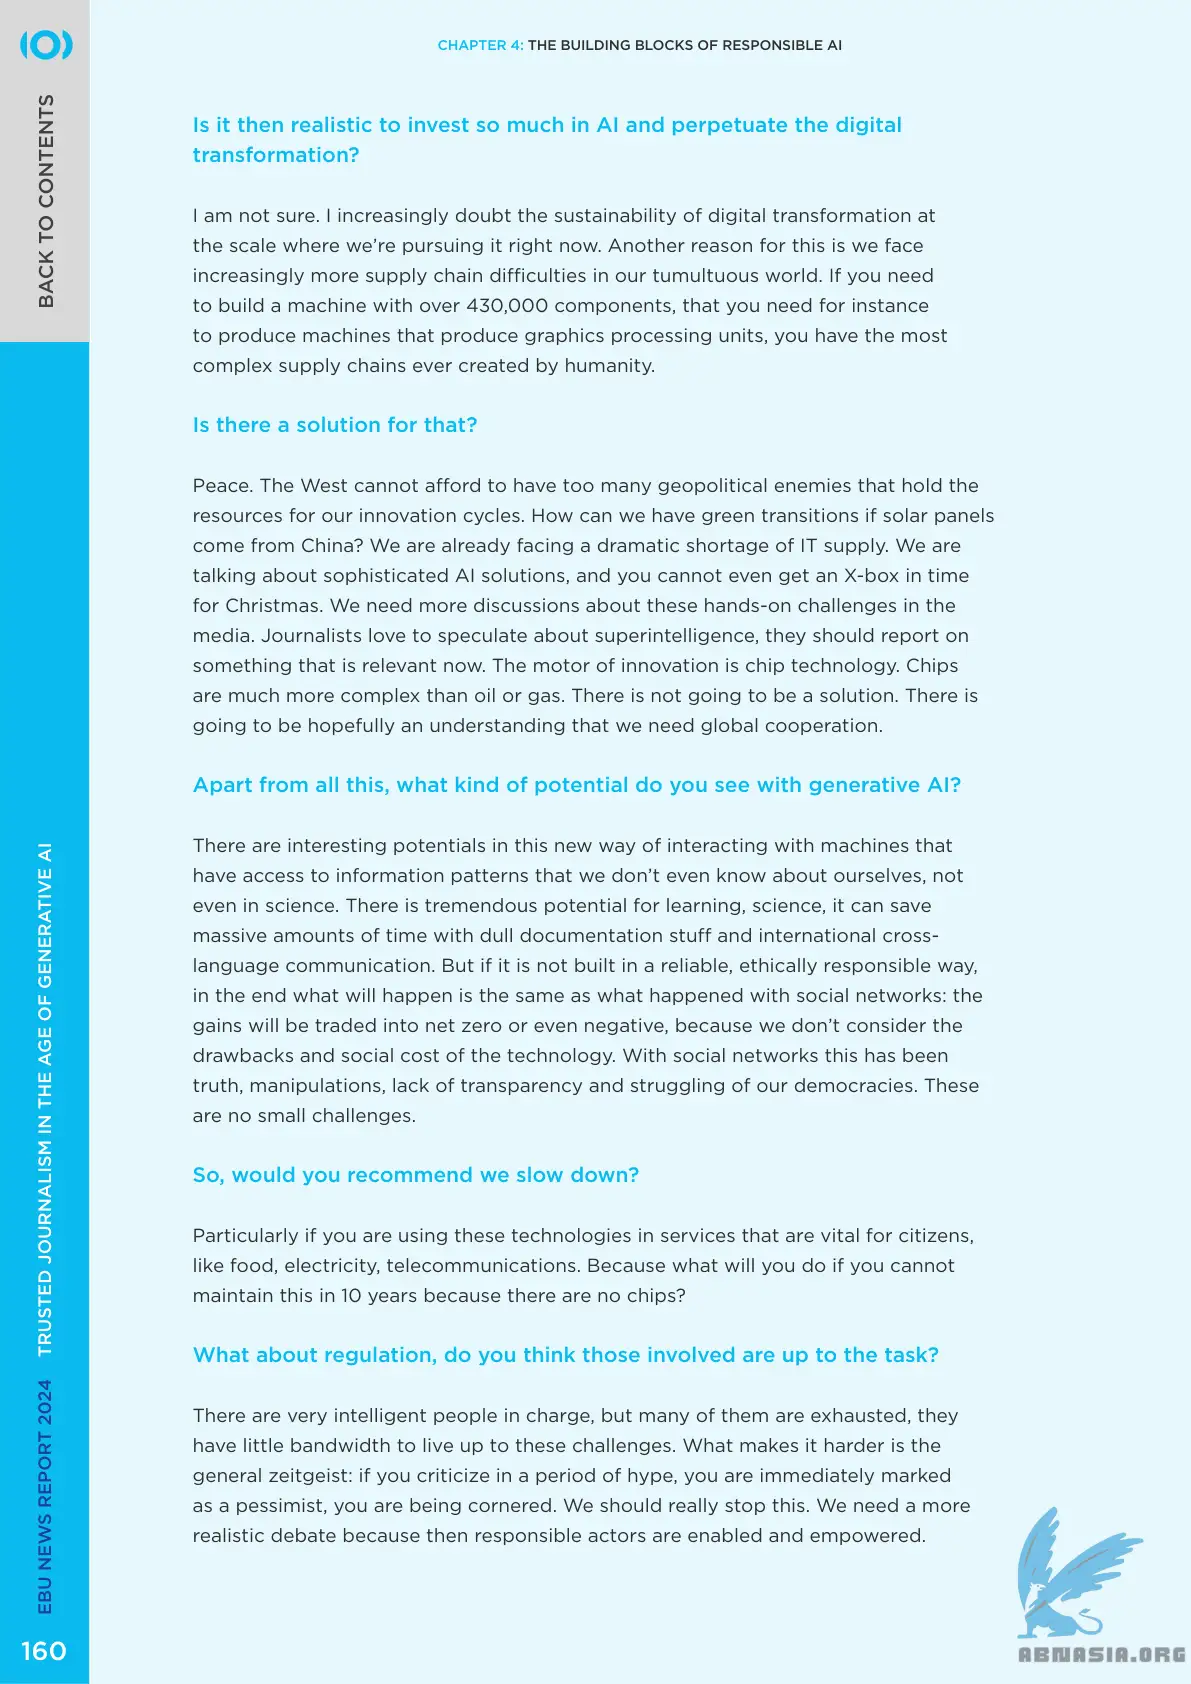 CHAPTER 4: THE BUILDING BLOCKS OF RESPONSIBLE AI
BACK TO CONTENTS
Is it then realistic to invest so much in AI and perpetuate the digital
transformation?
I am not sure. I increasingly doubt the sustainability of digital transformation at
the scale where we’re pursuing it right now. Another reason for this is we face
increasingly more supply chain difficulties in our tumultuous world. If you need
to build a machine with over 430,000 components, that you need for instance
to produce machines that produce graphics processing units, you have the most
complex supply chains ever created by humanity.
Is there a solution for that?
Peace. The West cannot afford to have too many geopolitical enemies that hold the
resources for our innovation cycles. How can we have green transitions if solar panels
come from China? We are already facing a dramatic shortage of IT supply. We are
talking about sophisticated AI solutions, and you cannot even get an X-box in time
for Christmas. We need more discussions about these hands-on challenges in the
media. Journalists love to speculate about superintelligence, they should report on
something that is relevant now. The motor of innovation is chip technology. Chips
are much more complex than oil or gas. There is not going to be a solution. There is
going to be hopefully an understanding that we need global cooperation.
Apart from all this, what kind of potential do you see with generative AI?
There are interesting potentials in this new way of interacting with machines that
have access to information patterns that we don’t even know about ourselves, not
even in science. There is tremendous potential for learning, science, it can save
massive amounts of time with dull documentation stuff and international cross-
language communication. But if it is not built in a reliable, ethically responsible way,
in the end what will happen is the same as what happened with social networks: the
gains will be traded into net zero or even negative, because we don’t consider the
drawbacks and social cost of the technology. With social networks this has been
truth, manipulations, lack of transparency and struggling of our democracies. These
are no small challenges.
So, would you recommend we slow down?
Particularly if you are using these technologies in services that are vital for citizens,
like food, electricity, telecommunications. Because what will you do if you cannot
maintain this in 10 years because there are no chips?
What about regulation, do you think those involved are up to the task?
There are very intelligent people in charge, but many of them are exhausted, they
have little bandwidth to live up to these challenges. What makes it harder is the
general zeitgeist: if you criticize in a period of hype, you are immediately marked
as a pessimist, you are being cornered. We should really stop this. We need a more
realistic debate because then responsible actors are enabled and empowered.
EBU NEWS REPORT 2024 TRUSTED JOURNALISM IN THE AGE OF GENERATIVE AI
160
ABNASIA.ORG